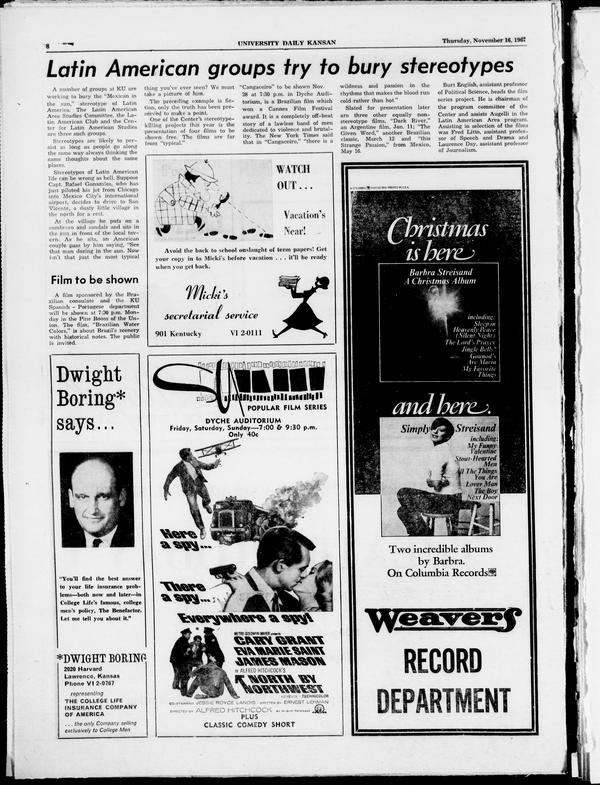 8
UNIVERSITY DAILY KANSAN
Thursday, November 16, 1967
Latin American groups try to bury stereotypes
A number of groups at KU are
working to bury the "Mexican in
the sun," stereotype of Latin
America. The Latin American
Area Studies Committee, the La-
tin American Club and the Cen-
ter for Latin American Studies
are three such groups.
Stereotypes are likely to per-
sist as long as people go along
the same way always thinking the
same thoughts about the same
places.
Stereotypes of Latin American
life can be wrong as hell. Suppose
Capt. Rafael Gonzales, who has
just piloted his jet from Chicago
into Mexico City's international
airport, decides to drive to San
Vicente, a dusty little village in
the north for a rest.
At the village he puts on a
sombrero and sandals and sits in
the sun in front of the local tav-
ern. As he sits, an American
couple pass by him saying, "See
that man dozing in the sun. Now
isn't that just the most typical
thing you've ever seen? We must
take a picture of him.
The preceding example is fic-
tion, only the truth has been pre-
served to make a point.
One of the Center's stereotype-
killing projects this year is the
presentation of four films to be
shown free. The films are far
from "typical."
"Cangaceiro" to be shown Nov.
28 at 7:30 p.m. in Dyche Audi-
torium, is a Brazilian film which
won a Cannes Film Festival
award. It is a completely off-beat
story of a lawless band of men
dedicated to violence and brutal-
ity. The New York Times said
that in "Cangaceiro," "there is a
wildness and passion in the
rhythms that makes the blood run
cold rather than hot."
Slated for presentation later
are three other equally non-
stereotype films, "Dark River,"
an Argentine film, Jan. 11; "The
Given Word," another Brazilian
classic, March 12 and "this
Strange Passion," from Mexico,
May 16.
Burt English, assistant professor
of Political Science, heads the film
series project. He is chairman of
the program committee of the
Center and assists Augelli in the
Latin American Area program.
Assisting in selection of the films
was Fred Litto, assistant profes-
sor of Speech and Drama and
Laurence Day, assistant professor
of Journalism.
Film to be shown
A film sponsored by the Bra-
zilian consulate and the KU
Spanish - Portugese department
will be shown at 7:30 p.m. Mon-
day in the Pine Room of the Un-
ion. The film, "Brazilian Water
Colors," is about Brazil's scenery
with historical notes. The public
is invited.
WATCH
OUT . . .
Vacation's
Near!
Avoid the back to school onslaught of term papers! Get
your copy in to Micki's before vacation . . . it'll be ready
when you get back.
Micki's
secretarial service
901 Kentucky
VI 2-0111
Dwight
Boring*
says...
"You'll find the best answer
to your life insurance prob-
lems—both now and later—in
College Life's famous, college
men's policy, The Benefactor.
Let me tell you about it."
*DWIGHT BORING
2020 Harvard
Lawrence, Kansas
Phone VI 2-0767
representing
THE COLLEGE LIFE
INSURANCE COMPANY
OF AMERICA
. . . the only Company selling
exclusively to College Men
POPULAR FILM SERIES
DYCHE AUDITORIUM
Friday, Saturday, Sunday—7:00 & 9:30 p.m.
Only 40c
Here
a spy...
There
a spy...
Everywhere a spy!
METRO-GOLDWYN-MAYER presents
CARY GRANT
EVA MARIE SAINT
JAMES MASON
in ALFRED HITCHCOCK'S
NORTH BY
NORTHWEST
TECHNICOLOR
CO-STARRING JESSIE ROYCE LANDIS · WRITTEN BY ERNEST LEHMAN
DIRECTED BY ALFRED HITCHCOCK
PLUS
CLASSIC COMEDY SHORT
Christmas
is here
Barbra Streisand
A Christmas Album
including:
Sleep in
Heavenly Peace
(Silent Night)
The Lord's Prayer
Jingle Bells?
Gounod's
Ave Maria
My Favorite
Things
and here.
Simply Streisand
including:
My Funny
Valentine
Stout-Hearted
Men
All The Things
You Are
Lover Man
The Boy
Next Door
Two incredible albums
by Barbra.
On Columbia Records
Weavers
RECORD
DEPARTMENT